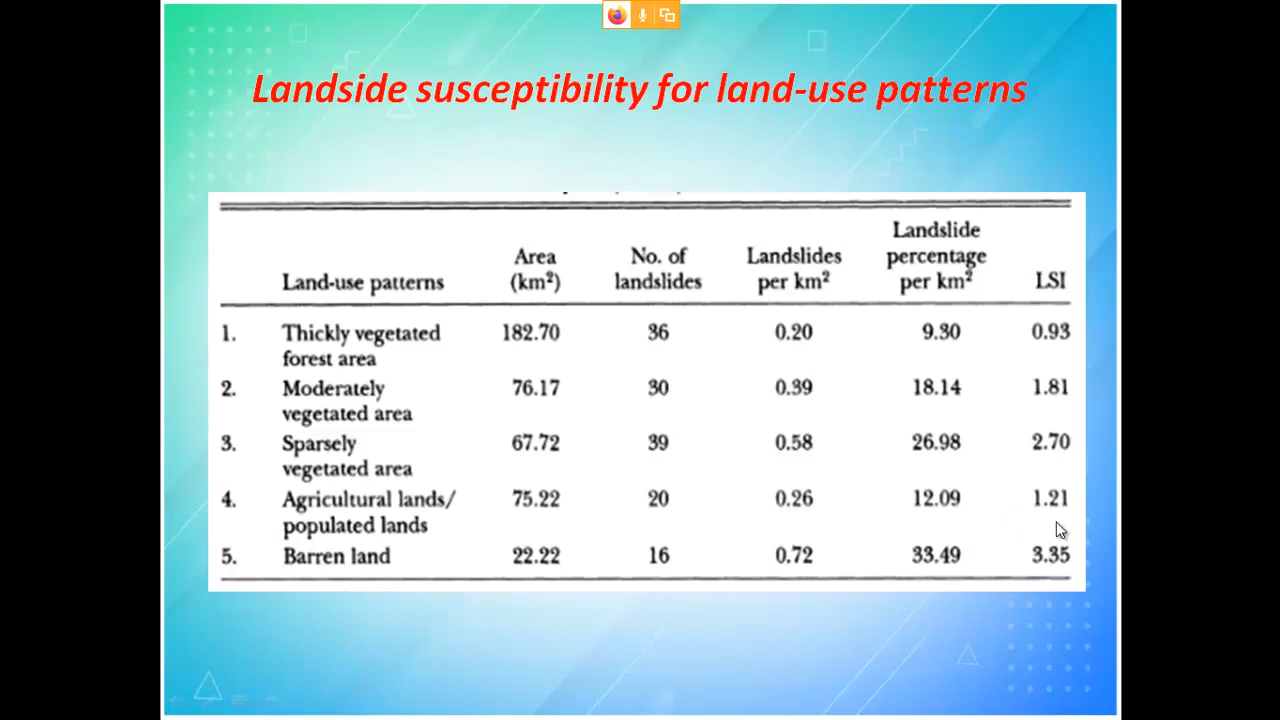 Landside susceptibility for land-use patterns
Land-use patterns Area (km²) No. of landslides Landslides per km² Landslide percentage per km² LSI
1. Thickly vegetated forest area 182.70 36 0.20 9.30 0.93
2. Moderately vegetated area 76.17 30 0.39 18.14 1.81
3. Sparsely vegetated area 67.72 39 0.58 26.98 2.70
4. Agricultural lands/ populated lands 75.22 20 0.26 12.09 1.21
5. Barren land 22.22 16 0.72 33.49 3.35